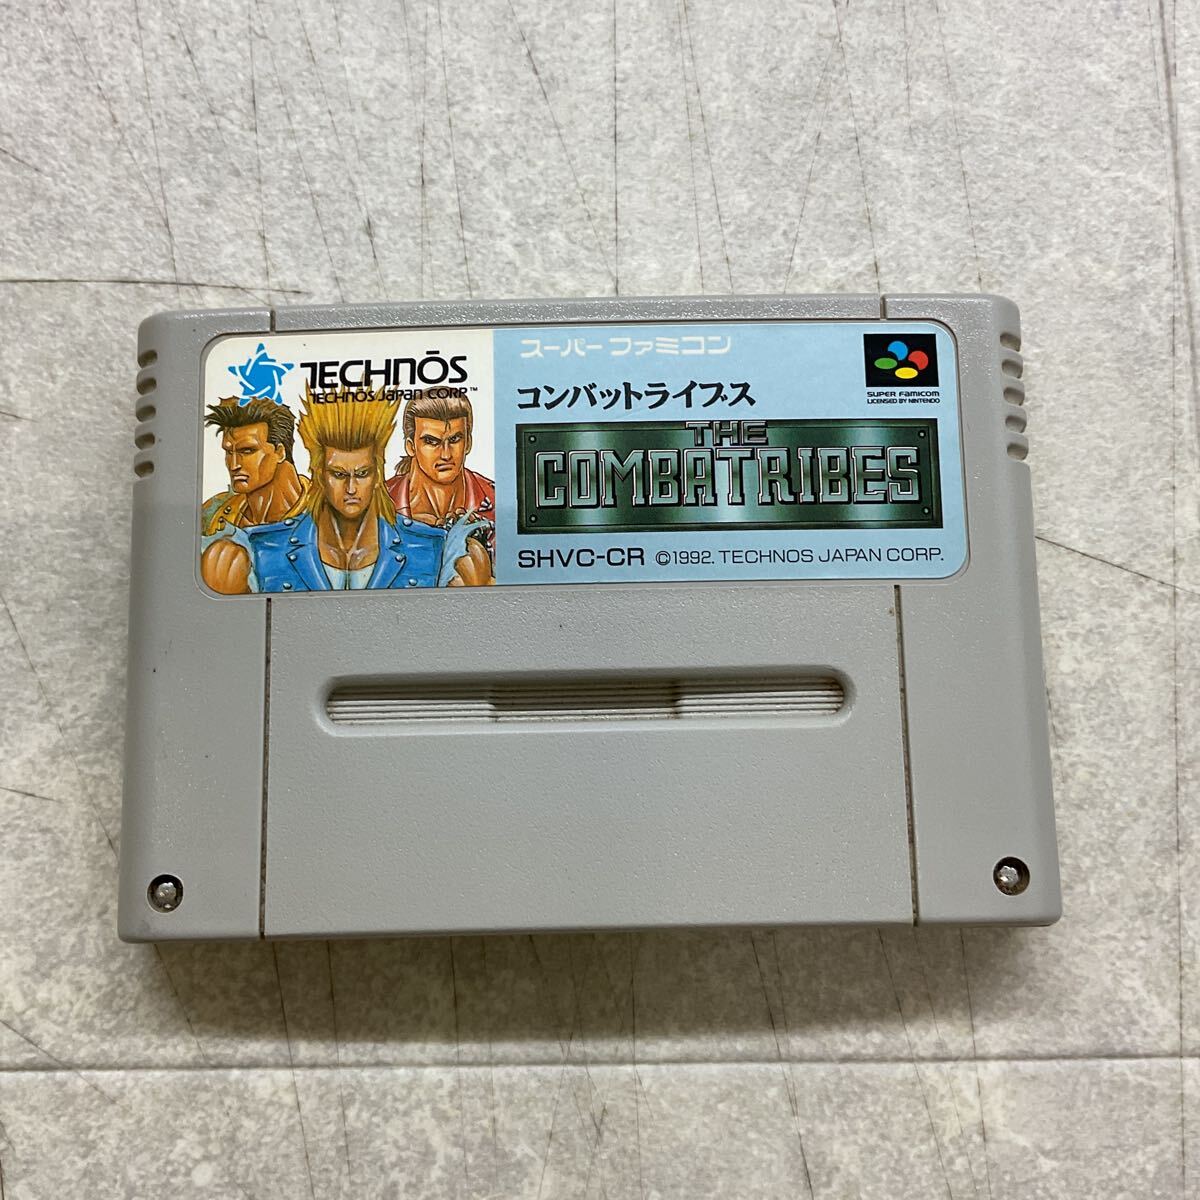 TECHNŌS
TECHNŌS JAPAN CORP™
スーパーファミコン
SUPER FAMICOM
LICENSED BY NINTENDO
コンバットライブス
THE
COMBATRIBES
SHVC-CR ©1992. TECHNOS JAPAN CORP.